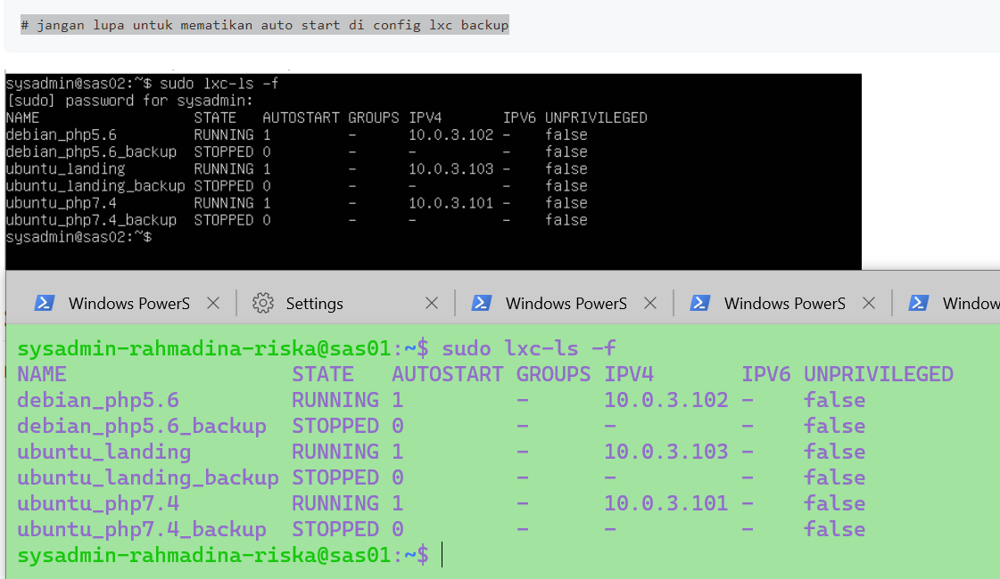 # jangan lupa untuk mematikan auto start di config lxc backup
sysadmin@sas02:~$ sudo lxc-ls -f
[sudo] password for sysadmin:
NAME STATE AUTOSTART GROUPS IPV4 IPV6 UNPRIVILEGED
debian_php5.6 RUNNING 1 - 10.0.3.102 - false
debian_php5.6_backup STOPPED 0 - - - false
ubuntu_landing RUNNING 1 - 10.0.3.103 - false
ubuntu_landing_backup STOPPED 0 - - - false
ubuntu_php7.4 RUNNING 1 - 10.0.3.101 - false
ubuntu_php7.4_backup STOPPED 0 - - - false
sysadmin@sas02:~$
Windows PowerS Settings Windows PowerS Windows PowerS Window
sysadmin-rahmadina-riska@sas01:~$ sudo lxc-ls -f
NAME STATE AUTOSTART GROUPS IPV4 IPV6 UNPRIVILEGED
debian_php5.6 RUNNING 1 - 10.0.3.102 - false
debian_php5.6_backup STOPPED 0 - - - false
ubuntu_landing RUNNING 1 - 10.0.3.103 - false
ubuntu_landing_backup STOPPED 0 - - - false
ubuntu_php7.4 RUNNING 1 - 10.0.3.101 - false
ubuntu_php7.4_backup STOPPED 0 - - - false
sysadmin-rahmadina-riska@sas01:~$